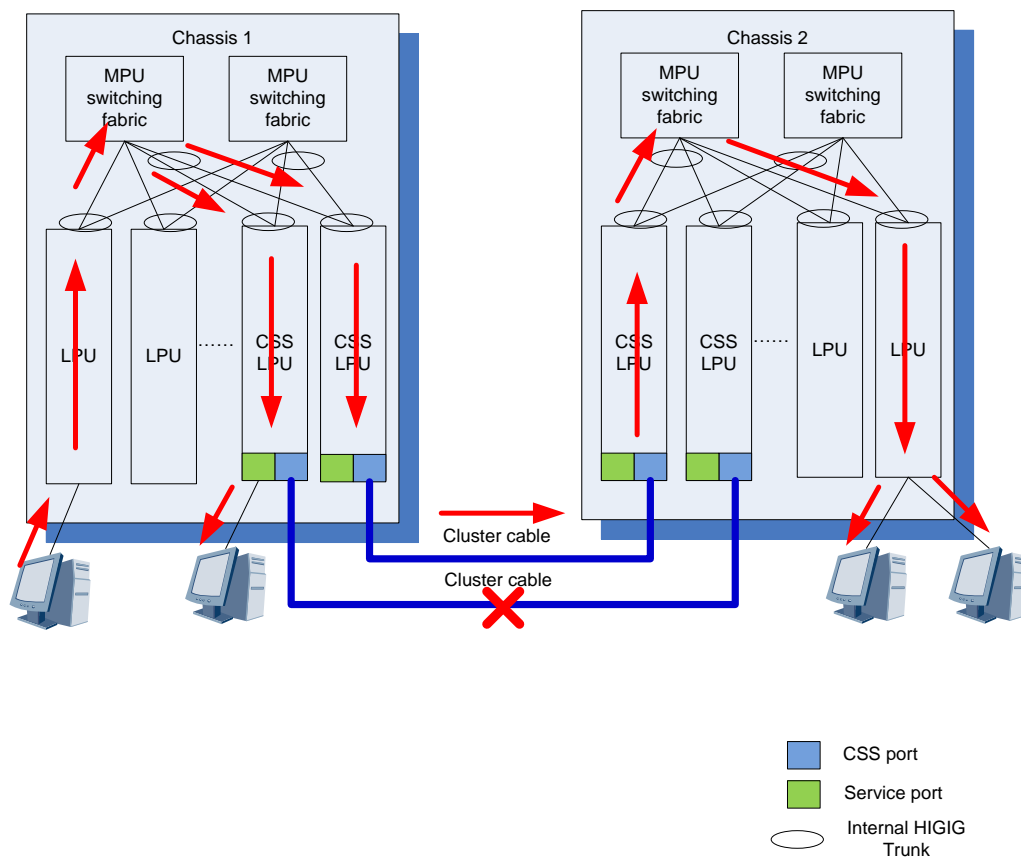 Chassis 1
MPU
switching
fabric
MPU
switching
fabric
LPU
LPU
......
CSS
LPU
CSS
LPU
Chassis 2
MPU
switching
fabric
MPU
switching
fabric
CSS
LPU
CSS
LPU
......
LPU
LPU
Cluster cable
Cluster cable
CSS port
Service port
Internal HIGIG
Trunk